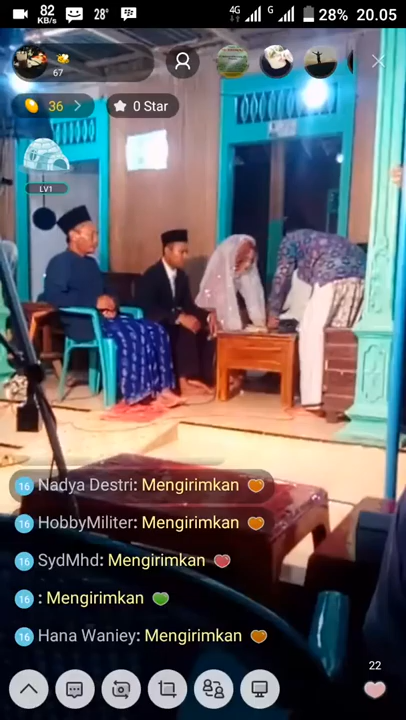 82
KB/s
28°
4G
G
28%
20.05
67
36
0 Star
LV1
16 Nadya Destri: Mengirimkan
16 HobbyMiliter: Mengirimkan
16 SydMhd: Mengirimkan
16 : Mengirimkan
16 Hana Waniey: Mengirimkan
22